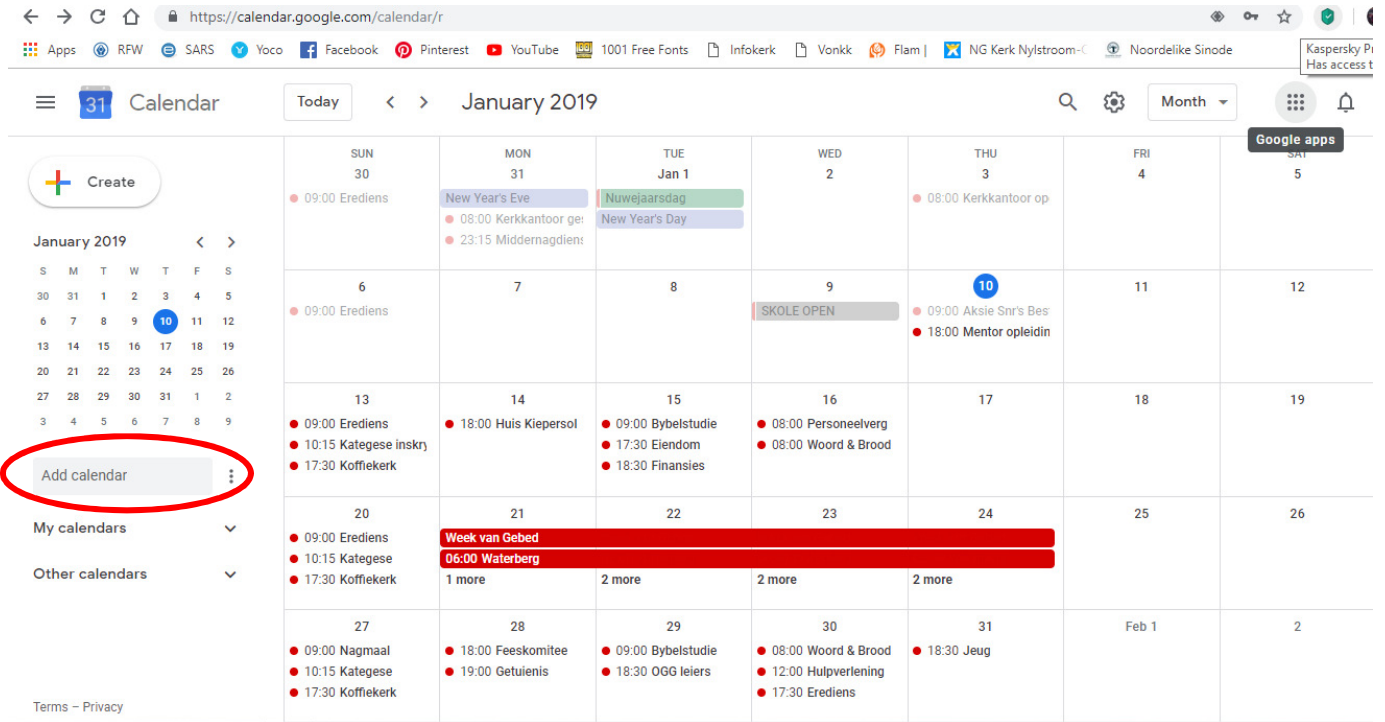 https://calendar.google.com/calendar/r
Apps RFW SARS Yoco Facebook Pinterest YouTube 1001 Free Fonts Infokerk Vonkk Flam | NG Kerk Nylstroom- Noordelike Sinode
Kaspersky Pr
Has access t
31 Calendar Today January 2019 Month
Google apps
Create
January 2019
S M T W T F S
30 31 1 2 3 4 5
6 7 8 9 10 11 12
13 14 15 16 17 18 19
20 21 22 23 24 25 26
27 28 29 30 31 1 2
3 4 5 6 7 8 9
Add calendar
My calendars
Other calendars
Terms – Privacy
SUN MON TUE WED THU FRI SAT
30 31 Jan 1 2 3 4 5
09:00 Erediens New Year's Eve Nuwejaarsdag 08:00 Kerkkantoor op
08:00 Kerkkantoor ges New Year's Day
23:15 Middernagdiens
6 7 8 9 10 11 12
09:00 Erediens SKOLE OPEN 09:00 Aksie Snr's Bes
18:00 Mentor opleidin
13 14 15 16 17 18 19
09:00 Erediens 18:00 Huis Kiepersol 09:00 Bybelstudie 08:00 Personeelverg
10:15 Kategese inskry 17:30 Eiendom 08:00 Woord & Brood
17:30 Koffiekerk 18:30 Finansies
20 21 22 23 24 25 26
09:00 Erediens Week van Gebed
10:15 Kategese 06:00 Waterberg
17:30 Koffiekerk 1 more 2 more 2 more 2 more
27 28 29 30 31 Feb 1 2
09:00 Nagmaal 18:00 Feeskomitee 09:00 Bybelstudie 08:00 Woord & Brood 18:30 Jeug
10:15 Kategese 19:00 Getuienis 18:30 OGG leiers 12:00 Hulpverlening
17:30 Koffiekerk 17:30 Erediens